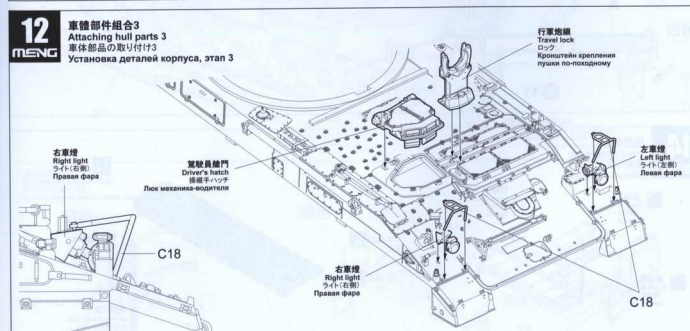 12
MENG
車體部件組合3
Attaching hull parts 3
車体部品の取り付け3
Установка деталей корпуса, этап 3
行軍炮鎖
Travel lock
ロック
Кронштейн крепления
пушки по-походному
右車燈
Right light
ライト(右側)
Правая фара
駕駛員艙門
Driver's hatch
操縦手ハッチ
Люк механика-водителя
左車燈
Left light
ライト(左側)
Левая фара
C18
右車燈
Right light
ライト(右側)
Правая фара
C18